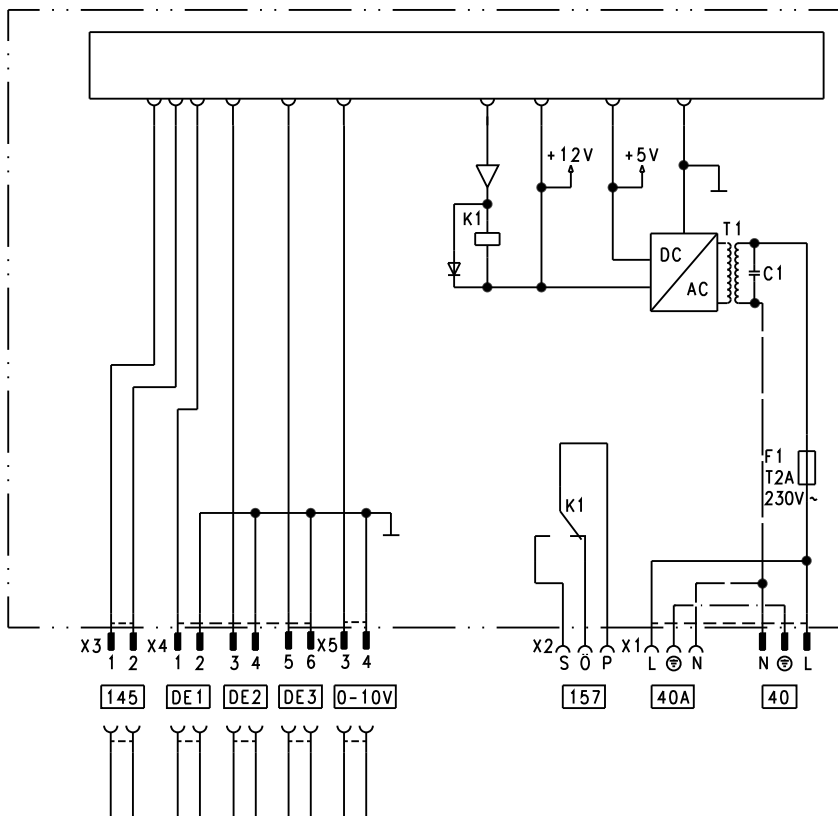 +12V +5V
K1
T1
DC
AC
C1
F1
T2A
230V~
K1
X3 X4 X5 X2 X1
1 2 1 2 3 4 5 6 3 4 S Ö P L N N L
145 DE1 DE2 DE3 0-10V 157 40A 40